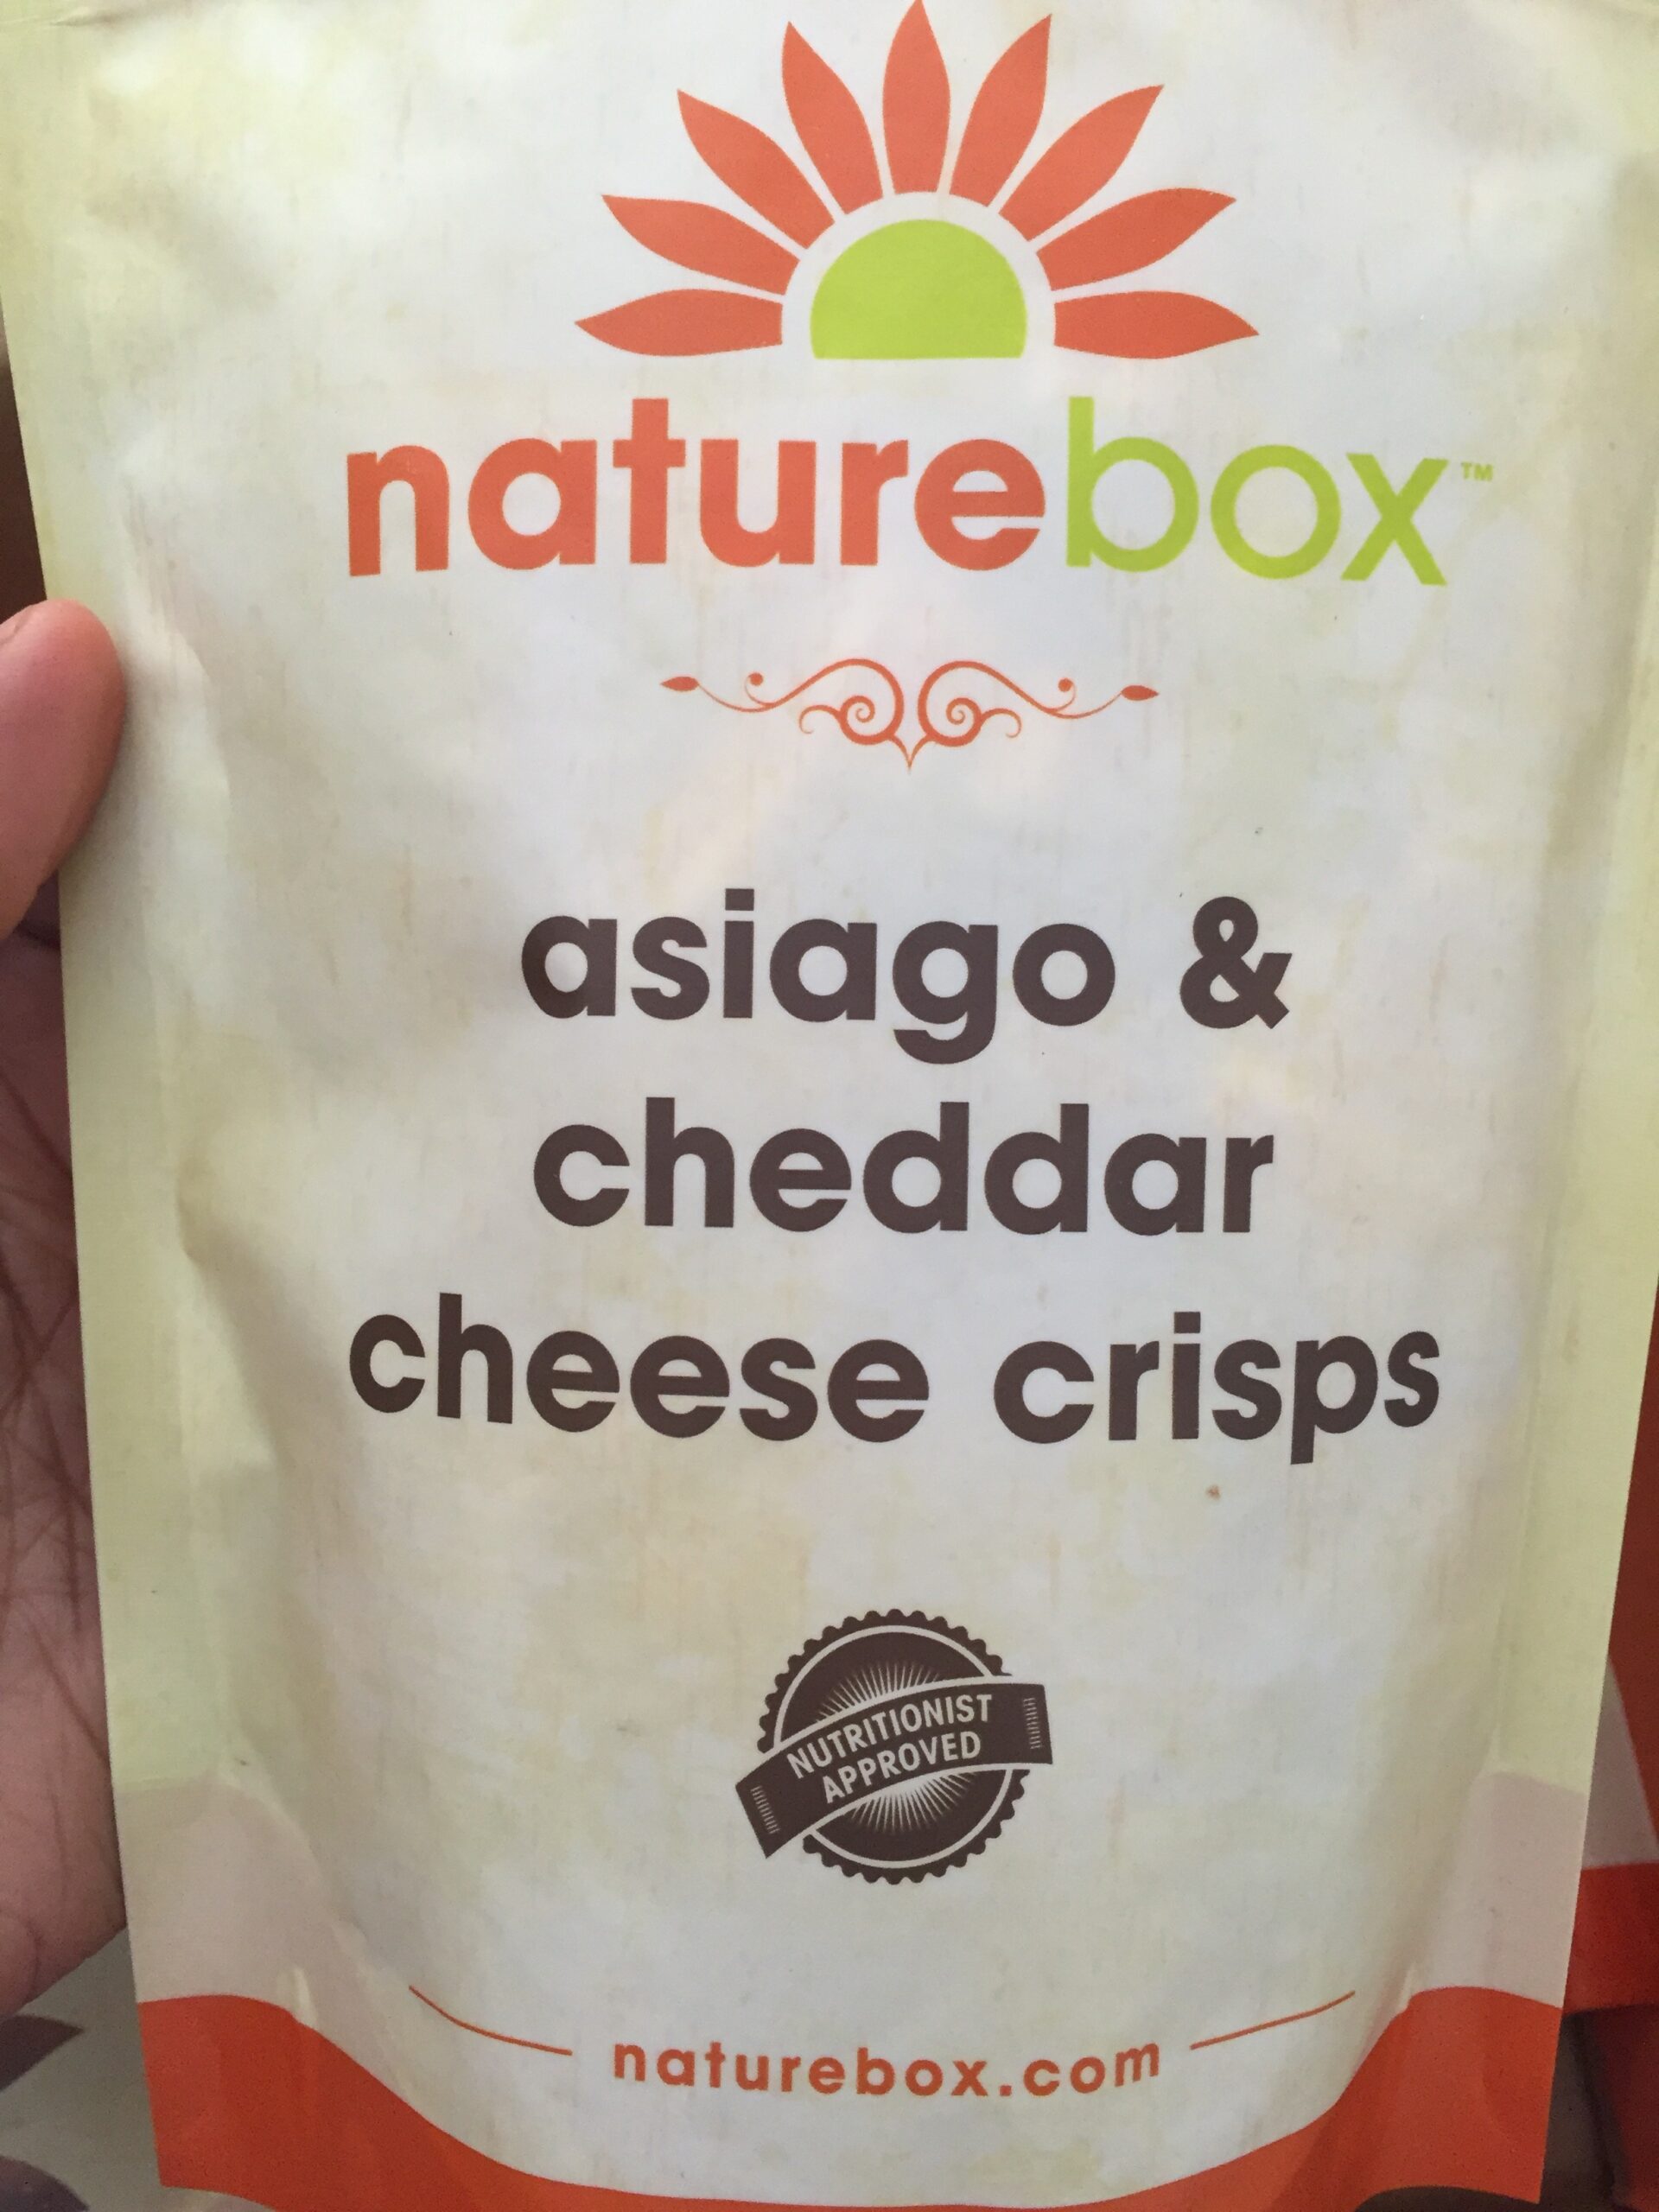 naturebox™
asiago &
cheddar
cheese crisps
NUTRITIONIST
APPROVED
naturebox.com